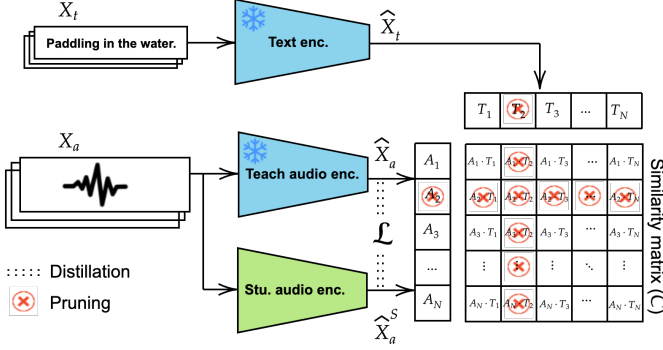 X_t
Paddling in the water.
Text enc.
\hat{X}_t
T_1 T_2 T_3 ... T_N
X_a
Teach audio enc.
\hat{X}_a
ℒ
Stu. audio enc.
\hat{X}_a^S
A_1
A_2
A_3
...
A_N
A_1 · T_1 A_1 · T_2 A_1 · T_3 ... A_1 · T_N
A_2 · T_1 A_2 · T_2 A_2 · T_3 ... A_2 · T_N
A_3 · T_1 A_3 · T_2 A_3 · T_3 ... A_3 · T_N
⋮ ⋮ ⋮ ⋱ ⋮
A_N · T_1 A_N · T_2 A_N · T_3 ... A_N · T_N
Similarity matrix (C)
Distillation
Pruning